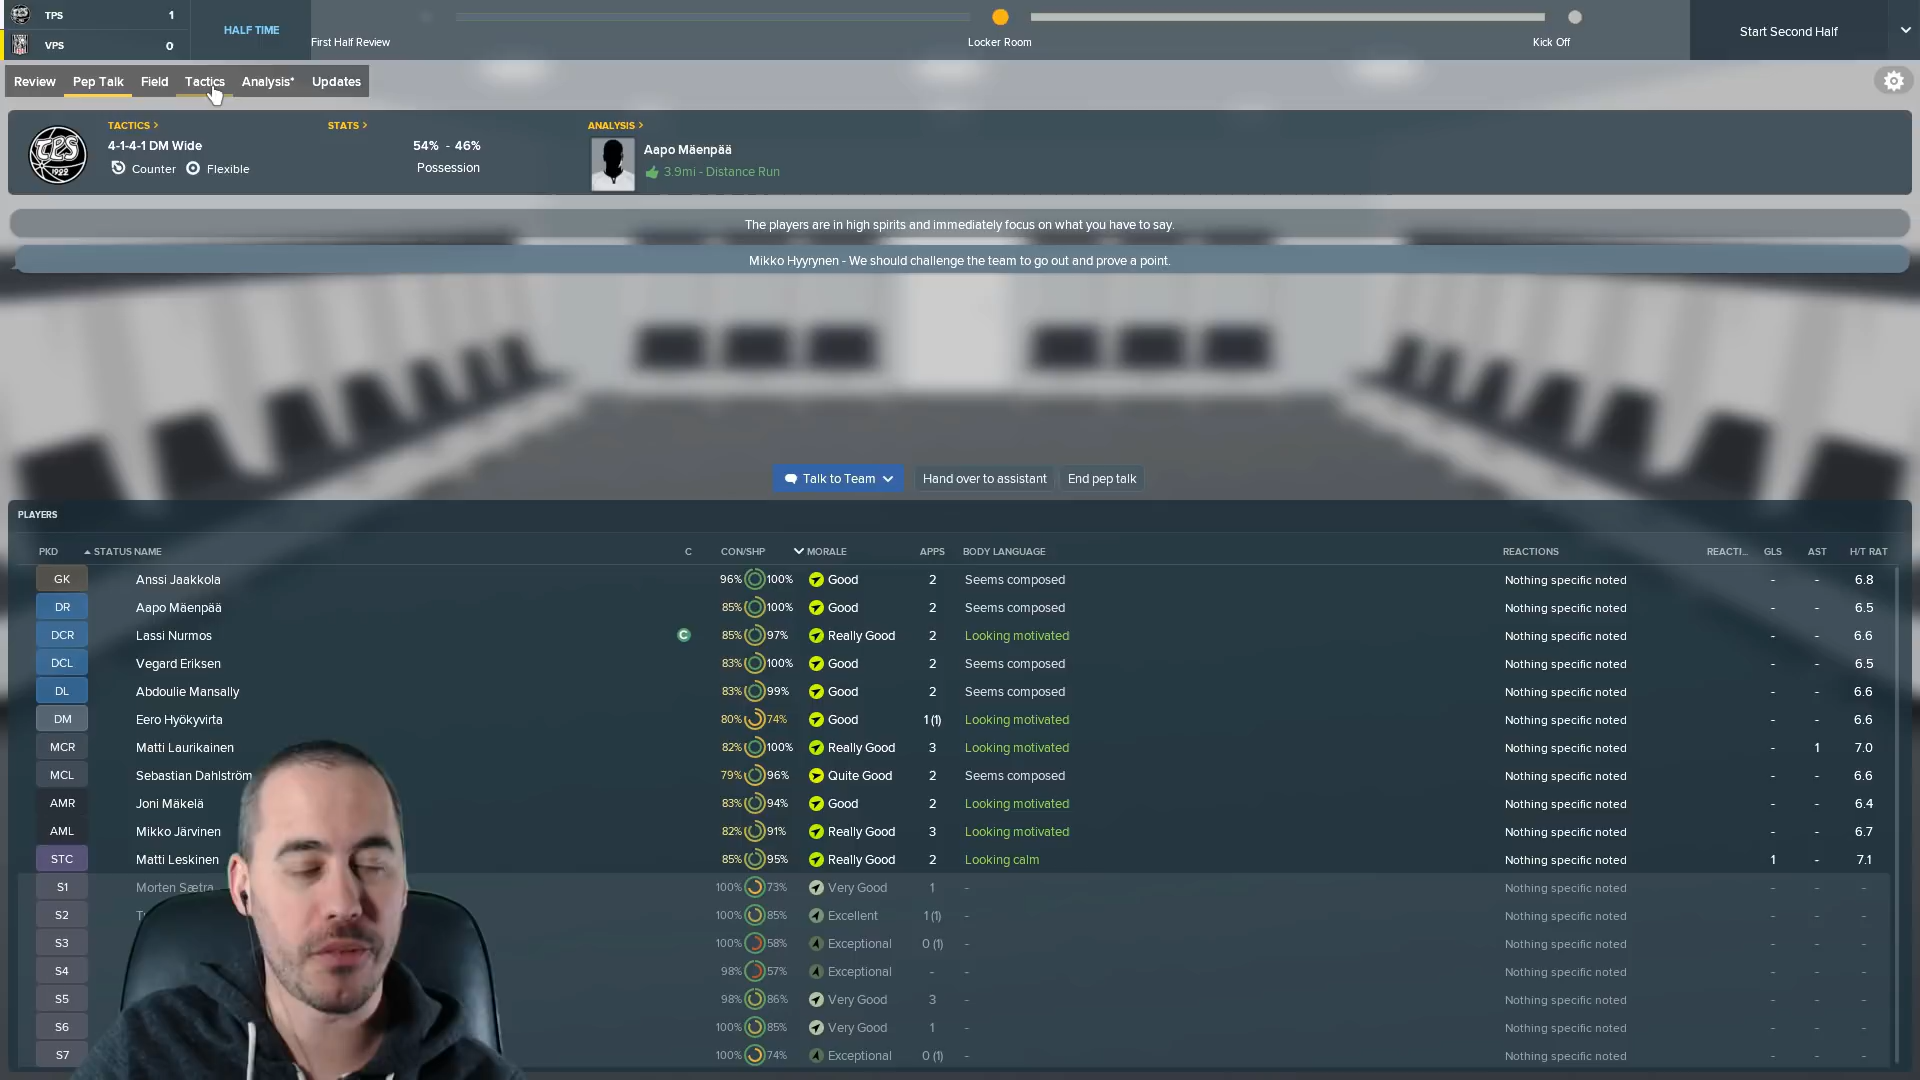 TPS 1
VPS 0
HALF TIME
First Half Review
Locker Room
Kick Off
Start Second Half
Review Pep Talk Field Tactics Analysis* Updates
TPS
1922
TACTICS >
4-1-4-1 DM Wide
Counter Flexible
STATS >
54% - 46%
Possession
ANALYSIS >
Aapo Mäenpää
3.9mi - Distance Run
The players are in high spirits and immediately focus on what you have to say.
Mikko Hyyrynen - We should challenge the team to go out and prove a point.
Talk to Team Hand over to assistant End pep talk
PLAYERS
PKD STATUS NAME C CON/SHP MORALE APPS BODY LANGUAGE REACTIONS REACTI... GLS AST H/T RAT
GK Anssi Jaakkola 96% 100% Good 2 Seems composed Nothing specific noted - - 6.8
DR Aapo Mäenpää 85% 100% Good 2 Seems composed Nothing specific noted - - 6.5
DCR Lassi Nurmos C 85% 97% Really Good 2 Looking motivated Nothing specific noted - - 6.6
DCL Vegard Eriksen 83% 100% Good 2 Seems composed Nothing specific noted - - 6.5
DL Abdoulie Mansally 83% 99% Good 2 Seems composed Nothing specific noted - - 6.6
DM Eero Hyökyvirta 80% 74% Good 1 (1) Looking motivated Nothing specific noted - - 6.6
MCR Matti Laurikainen 82% 100% Really Good 3 Looking motivated Nothing specific noted - 1 7.0
MCL Sebastian Dahlström 79% 96% Quite Good 2 Seems composed Nothing specific noted - - 6.6
AMR Joni Mäkelä 83% 94% Good 2 Looking motivated Nothing specific noted - - 6.4
AML Mikko Järvinen 82% 91% Really Good 3 Looking motivated Nothing specific noted - - 6.7
STC Matti Leskinen 85% 95% Really Good 2 Looking calm Nothing specific noted 1 - 7.1
S1 Morten Sætra 100% 73% Very Good 1 - Nothing specific noted - - -
S2 100% 85% Excellent 1 (1) - Nothing specific noted - - -
S3 100% 58% Exceptional 0 (1) - Nothing specific noted - - -
S4 98% 57% Exceptional - - Nothing specific noted - - -
S5 98% 86% Very Good 3 - Nothing specific noted - - -
S6 100% 85% Very Good 1 - Nothing specific noted - - -
S7 100% 74% Exceptional 0 (1) - Nothing specific noted - - -